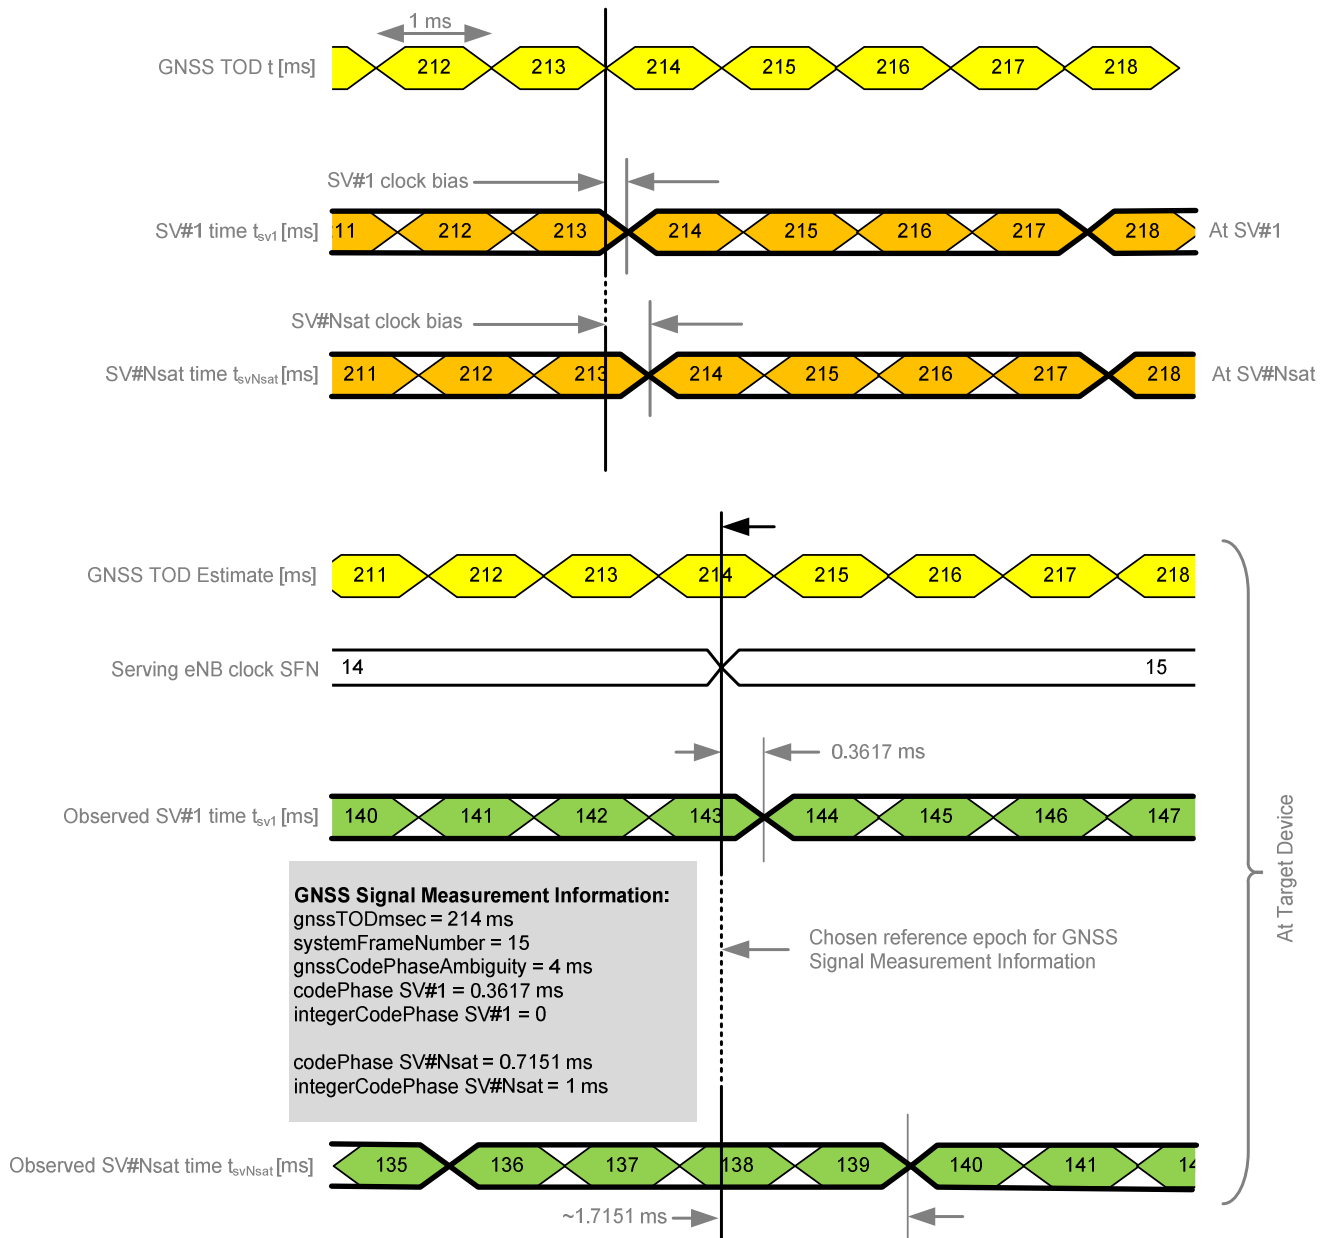 1 ms
GNSS TOD t [ms]
212 213 214 215 216 217 218
SV#1 clock bias
SV#1 time tsv1 [ms]
11 212 213 214 215 216 217 218
At SV#1
SV#Nsat clock bias
SV#Nsat time tsvNsat [ms]
211 212 213 214 215 216 217 218
At SV#Nsat
GNSS TOD Estimate [ms]
211 212 213 214 215 216 217 218
Serving eNB clock SFN
14 15
0.3617 ms
Observed SV#1 time tsv1 [ms]
140 141 142 143 144 145 146 147
GNSS Signal Measurement Information:
gnssTODmsec = 214 ms
systemFrameNumber = 15
gnssCodePhaseAmbiguity = 4 ms
codePhase SV#1 = 0.3617 ms
integerCodePhase SV#1 = 0
codePhase SV#Nsat = 0.7151 ms
integerCodePhase SV#Nsat = 1 ms
Chosen reference epoch for GNSS
Signal Measurement Information
At Target Device
Observed SV#Nsat time tsvNsat [ms]
135 136 137 138 139 140 141 14
~1.7151 ms